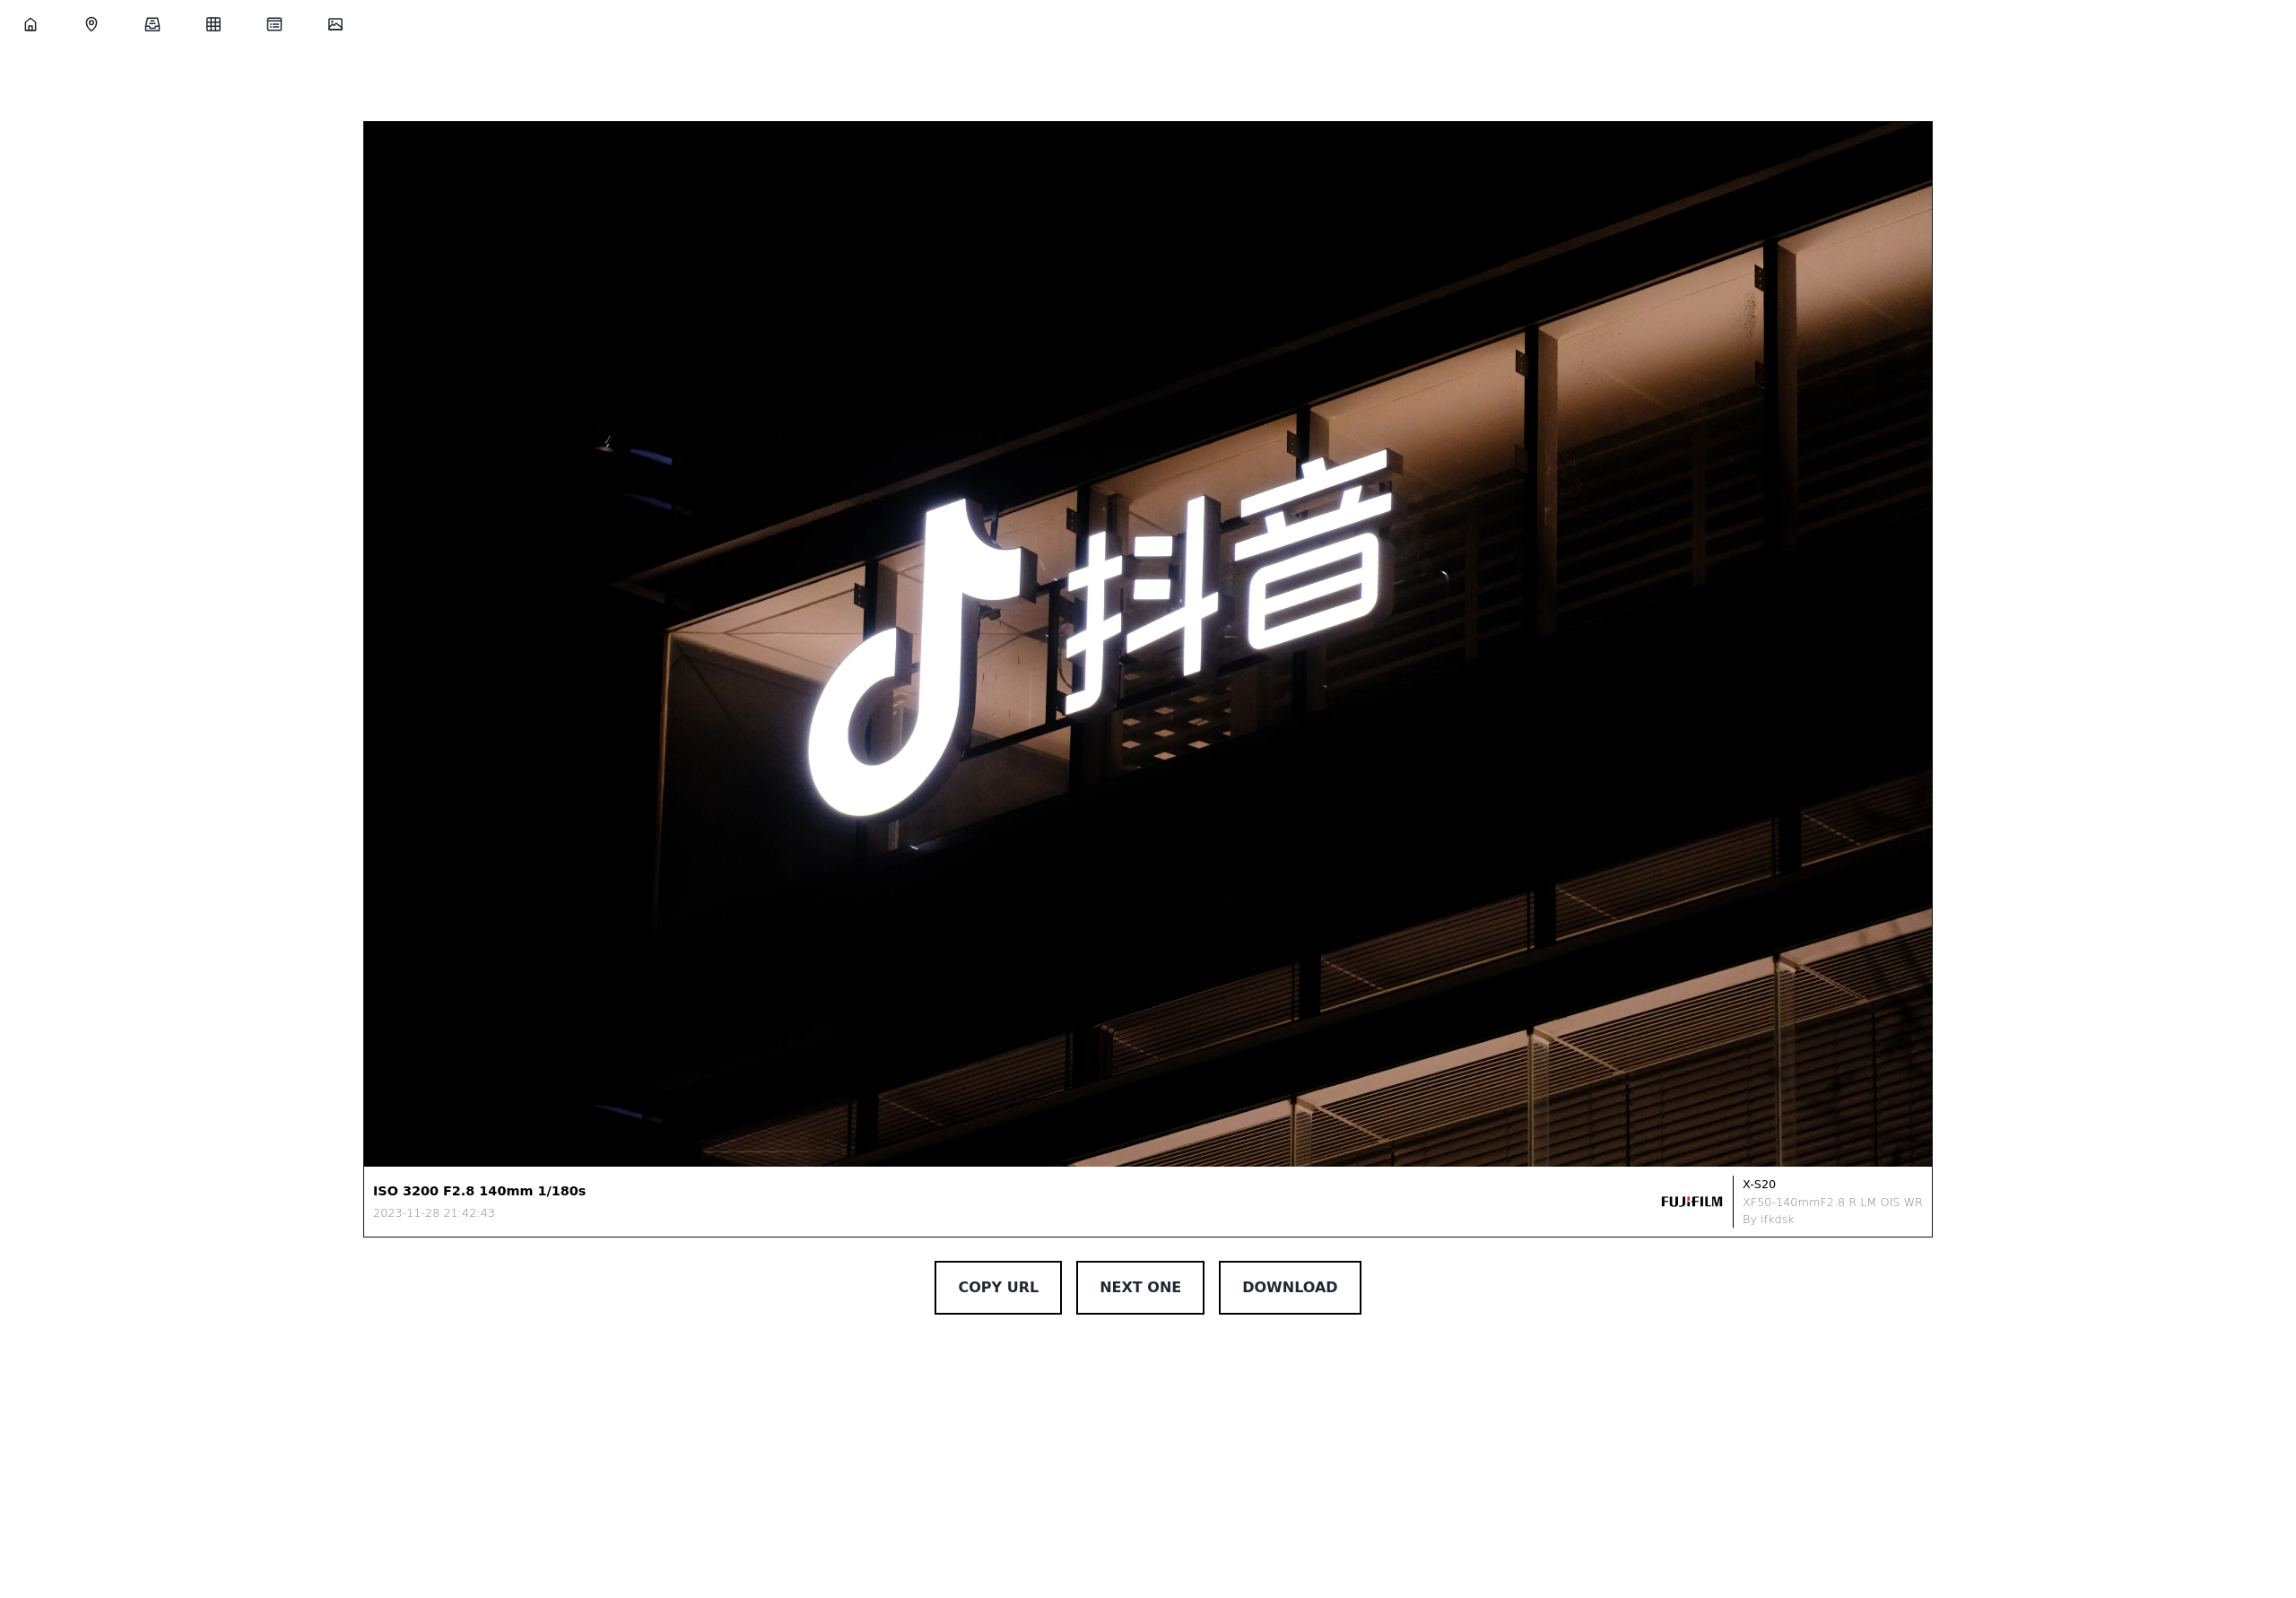 抖音
ISO 3200 F2.8 140mm 1/180s
2023-11-28 21:42:43
FUJIFILM
X-S20
XF50-140mmF2.8 R LM OIS WR
By lfkdsk
COPY URL
NEXT ONE
DOWNLOAD